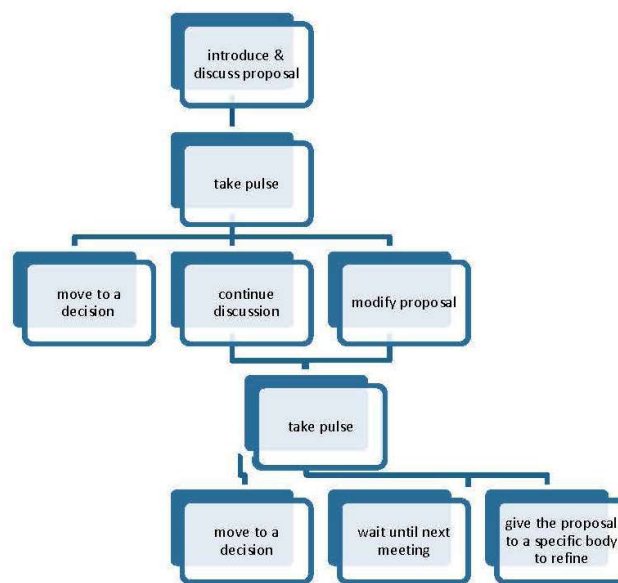 introduce &
discuss proposal
take pulse
move to a
decision
continue
discussion
modify proposal
take pulse
move to a
decision
wait until next
meeting
give the proposal
to a specific body
to refine